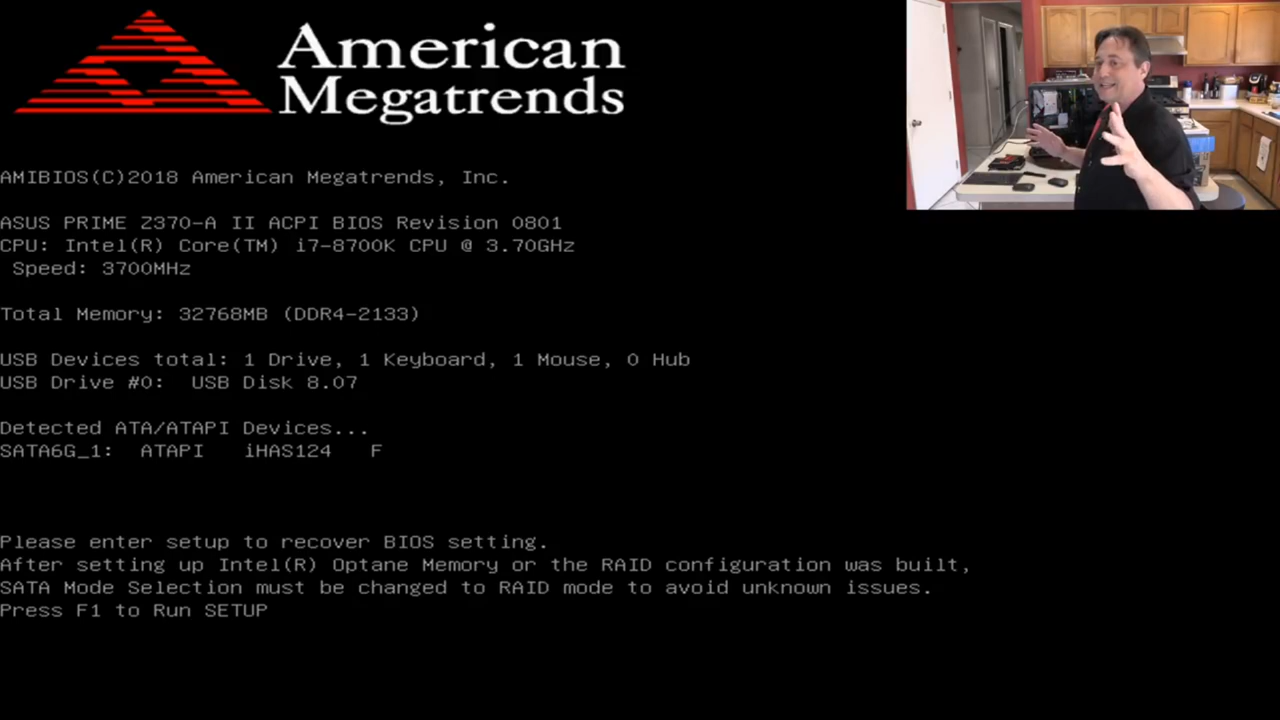 American
Megatrends
AMIBIOS(C)2018 American Megatrends, Inc.
ASUS PRIME Z370-A II ACPI BIOS Revision 0801
CPU: Intel(R) Core(TM) i7-8700K CPU @ 3.70GHz
Speed: 3700MHz
Total Memory: 32768MB (DDR4-2133)
USB Devices total: 1 Drive, 1 Keyboard, 1 Mouse, 0 Hub
USB Drive #0: USB Disk 8.07
Detected ATA/ATAPI Devices...
SATA6G_1: ATAPI iHAS124 F
Please enter setup to recover BIOS setting.
After setting up Intel(R) Optane Memory or the RAID configuration was built,
SATA Mode Selection must be changed to RAID mode to avoid unknown issues.
Press F1 to Run SETUP